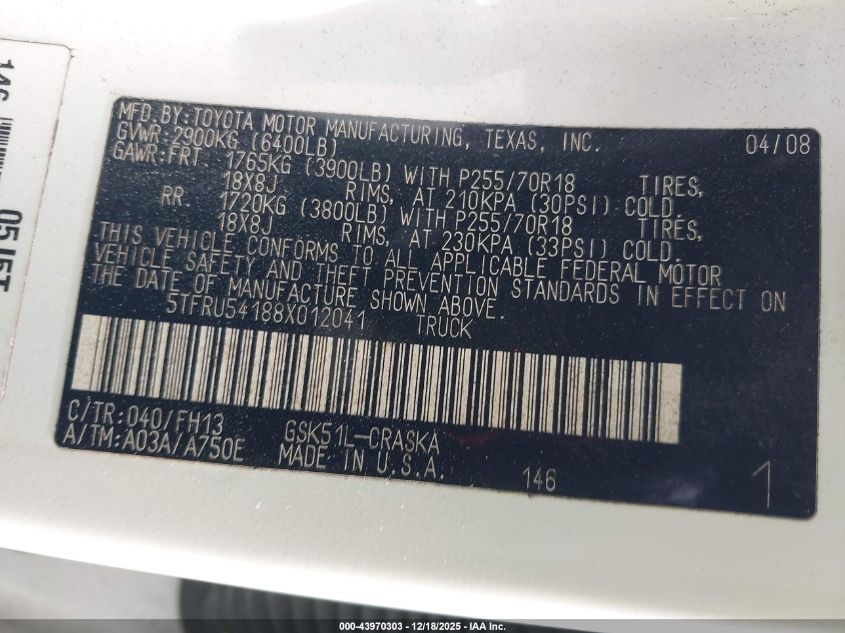 MFD.BY:TOYOTA MOTOR MANUFACTURING, TEXAS, INC. 04/08
GVWR:2900KG (6400LB)
GAWR:FRT 1765KG (3900LB) WITH P255/70R18 TIRES,
18X8J RIMS, AT 210KPA (30PSI) COLD.
RR. 1720KG (3800LB) WITH P255/70R18 TIRES,
18X8J RIMS, AT 230KPA (33PSI) COLD.
THIS VEHICLE CONFORMS TO ALL APPLICABLE FEDERAL MOTOR
VEHICLE SAFETY AND THEFT PREVENTION STANDARDS IN EFFECT ON
THE DATE OF MANUFACTURE SHOWN ABOVE.
5TFRU54188X012041 TRUCK
C/TR:040/FH13 GSK51L-CRASKA
A/TM:A03A/A750E MADE IN U.S.A.
146 1
146
000-43970303 - 12/18/2025 - IAA Inc.